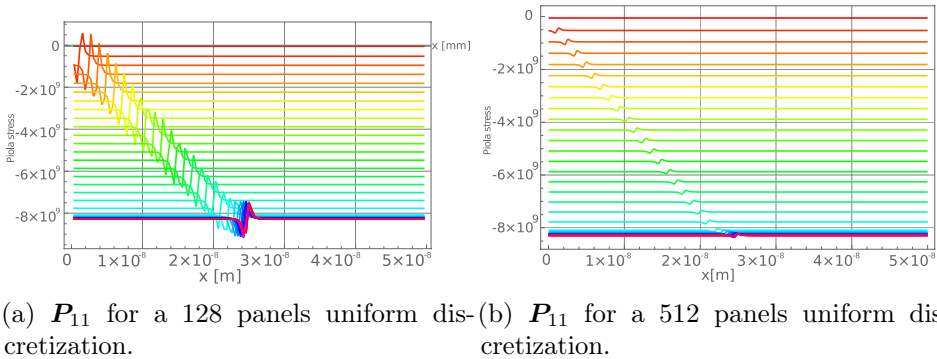 0
-2×10⁹
-4×10⁹
-6×10⁹
-8×10⁹
Piola stress
x [mm]
0 1×10⁻⁸ 2×10⁻⁸ 3×10⁻⁸ 4×10⁻⁸ 5×10⁻⁸
x [m]
0
-2×10⁹
-4×10⁹
-6×10⁹
-8×10⁹
Piola stress
0 1×10⁻⁸ 2×10⁻⁸ 3×10⁻⁸ 4×10⁻⁸ 5×10⁻⁸
x[m]
(a) P₁₁ for a 128 panels uniform dis-
cretization.
(b) P₁₁ for a 512 panels uniform dis
cretization.